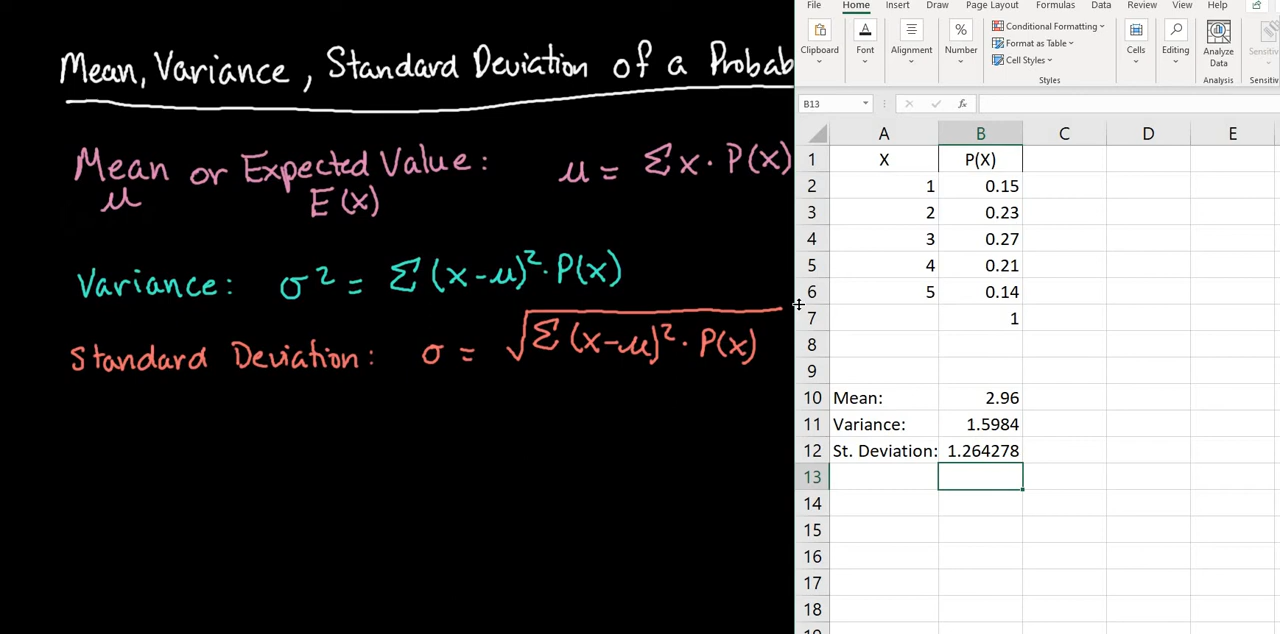 Mean, Variance, Standard Deviation of a Probab
Mean or Expected Value: μ = Σx · P(x)
μ E(x)
Variance: σ² = Σ(x-μ)² · P(x)
Standard Deviation: σ = √Σ(x-μ)² · P(x)
File Home Insert Draw Page Layout Formulas Data Review View Help
Clipboard Font Alignment Number Conditional Formatting Format as Table Cell Styles Cells Editing Analyze Data Sensitiv
Styles Analysis Sensitiv
B13 fx
A B C D E
1 X P(X)
2 1 0.15
3 2 0.23
4 3 0.27
5 4 0.21
6 5 0.14
7 1
8
9
10 Mean: 2.96
11 Variance: 1.5984
12 St. Deviation: 1.264278
13
14
15
16
17
18